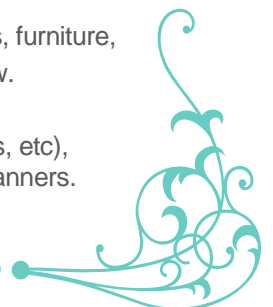 s, furniture,
w.
s, etc),
anners.